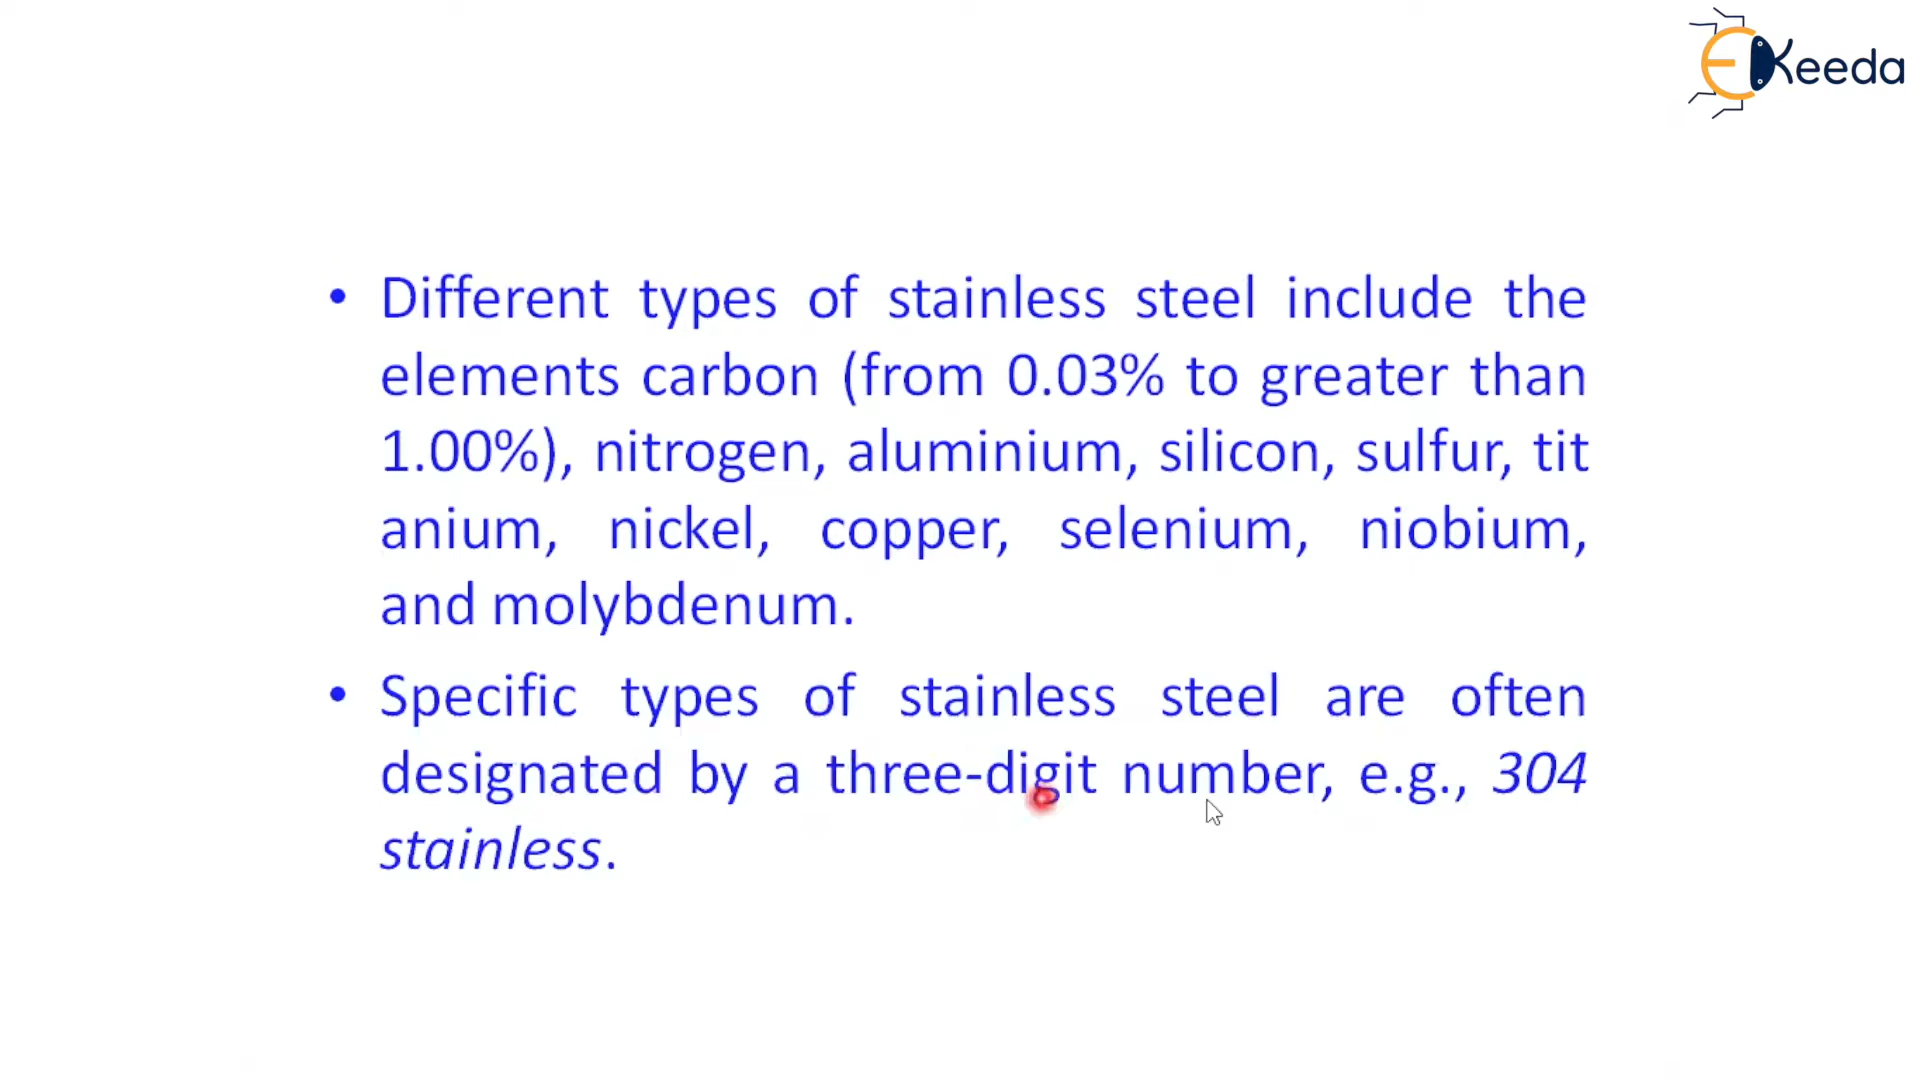 EKeeda
• Different types of stainless steel include the
elements carbon (from 0.03% to greater than
1.00%), nitrogen, aluminium, silicon, sulfur, tit
anium, nickel, copper, selenium, niobium,
and molybdenum.
• Specific types of stainless steel are often
designated by a three-digit number, e.g., 304
stainless.